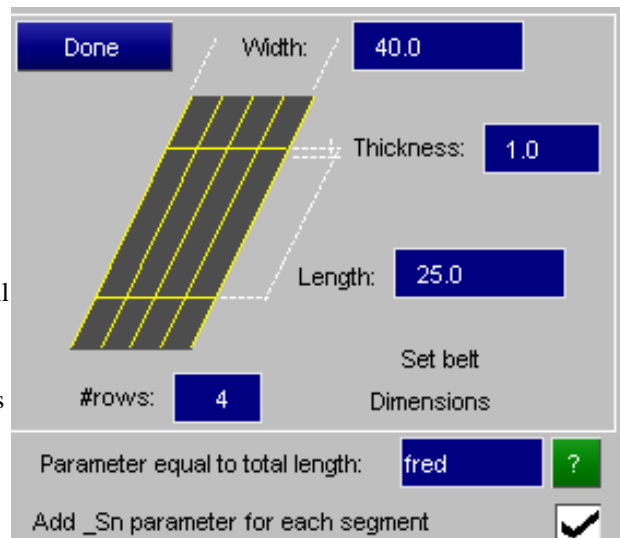 Done Width: 40.0
Thickness: 1.0
Length: 25.0
Set belt
#rows: 4 Dimensions
Parameter equal to total length: fred ?
Add _Sn parameter for each segment